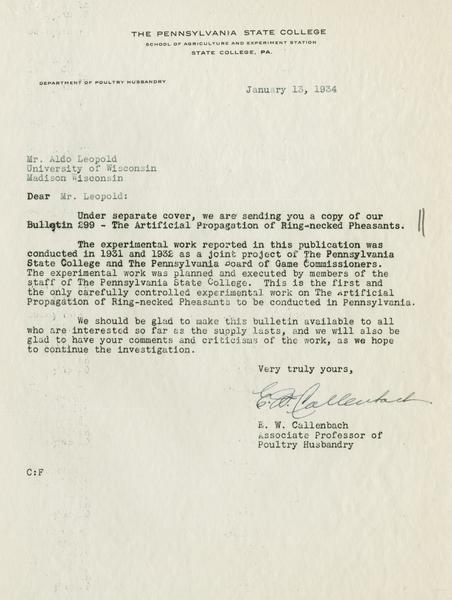 THE PENNSYLVANIA STATE COLLEGE
SCHOOL OF AGRICULTURE AND EXPERIMENT STATION
STATE COLLEGE, PA.
DEPARTMENT OF POULTRY HUSBANDRY
January 13, 1934
Mr. Aldo Leopold
University of Wisconsin
Madison Wisconsin
Dear Mr. Leopold:
Under separate cover, we are sending you a copy of our
Bulletin 299 - The Artificial Propagation of Ring-necked Pheasants.
The experimental work reported in this publication was
conducted in 1931 and 1932 as a joint project of The Pennsylvania
State College and The Pennsylvania Board of Game Commissioners.
The experimental work was planned and executed by members of the
staff of The Pennsylvania State College. This is the first and
the only carefully controlled experimental work on The Artificial
Propagation of Ring-necked Pheasants to be conducted in Pennsylvania.
We should be glad to make this bulletin available to all
who are interested so far as the supply lasts, and we will also be
glad to have your comments and criticisms of the work, as we hope
to continue the investigation.
Very truly yours,
E. W. Callenbach
E. W. Callenbach
Associate Professor of
Poultry Husbandry
C:F